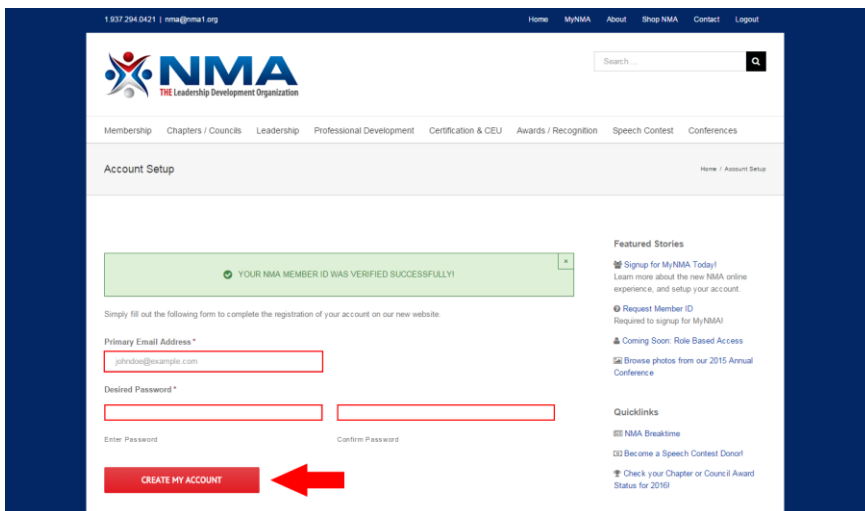 1.937.294.0421 | nma@nma1.org
Home MyNMA About Shop NMA Contact Logout
NMA
THE Leadership Development Organization
Search ...
Membership Chapters / Councils Leadership Professional Development Certification & CEU Awards / Recognition Speech Contest Conferences
Account Setup
Home / Account Setup
YOUR NMA MEMBER ID WAS VERIFIED SUCCESSFULLY!
×
Simply fill out the following form to complete the registration of your account on our new website.
Primary Email Address *
johndoe@example.com
Desired Password *
Enter Password
Confirm Password
CREATE MY ACCOUNT
Featured Stories
Signup for MyNMA Today!
Learn more about the new NMA online
experience, and setup your account.
Request Member ID
Required to signup for MyNMA!
Coming Soon: Role Based Access
Browse photos from our 2015 Annual
Conference
Quicklinks
NMA Breaktime
Become a Speech Contest Donor!
Check your Chapter or Council Award
Status for 2016!